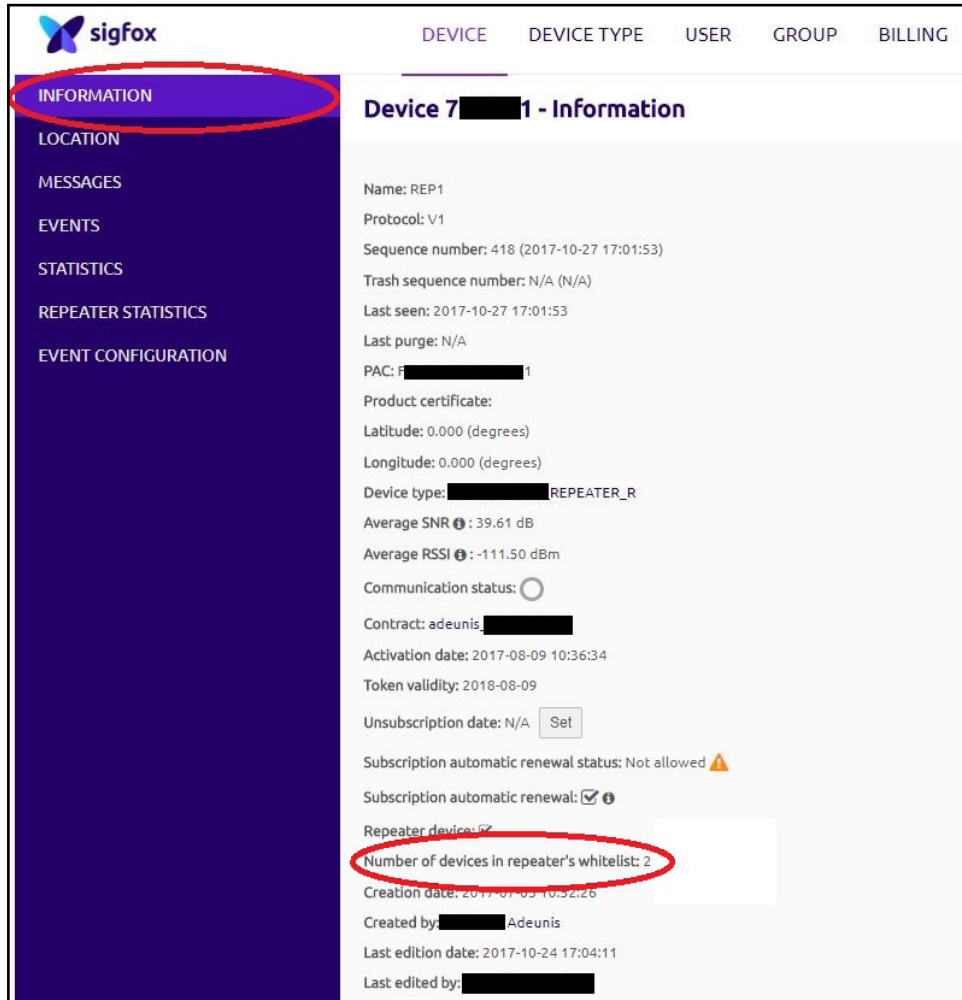 sigfox
DEVICE DEVICE TYPE USER GROUP BILLING
INFORMATION
LOCATION
MESSAGES
EVENTS
STATISTICS
REPEATER STATISTICS
EVENT CONFIGURATION
Device 7 1 - Information
Name: REP1
Protocol: V1
Sequence number: 418 (2017-10-27 17:01:53)
Trash sequence number: N/A (N/A)
Last seen: 2017-10-27 17:01:53
Last purge: N/A
PAC: F 1
Product certificate:
Latitude: 0.000 (degrees)
Longitude: 0.000 (degrees)
Device type: REPEATER_R
Average SNR : 39.61 dB
Average RSSI : -111.50 dBm
Communication status:
Contract: adeunis_
Activation date: 2017-08-09 10:36:34
Token validity: 2018-08-09
Unsubscription date: N/A Set
Subscription automatic renewal status: Not allowed
Subscription automatic renewal:
Repeater device:
Number of devices in repeater's whitelist: 2
Creation date: 2017-07-05 10:52:26
Created by: Adeunis
Last edition date: 2017-10-24 17:04:11
Last edited by: